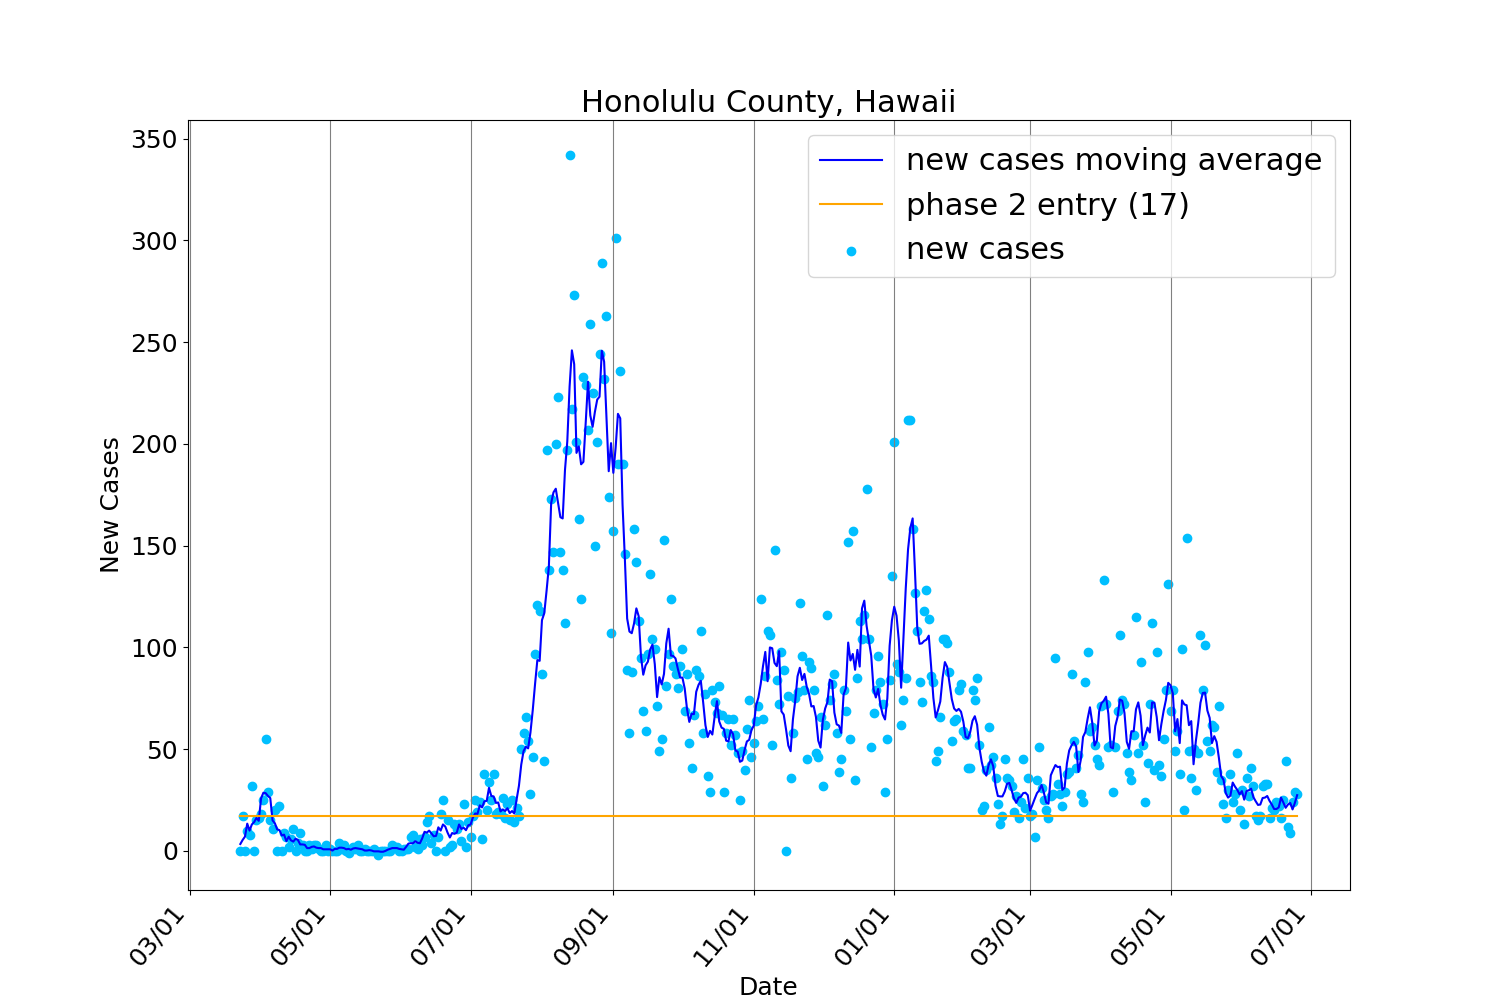 Honolulu County, Hawaii
new cases moving average
phase 2 entry (17)
new cases
350
300
250
200
150
100
50
0
New Cases
03/01
05/01
07/01
09/01
11/01
01/01
03/01
05/01
07/01
Date